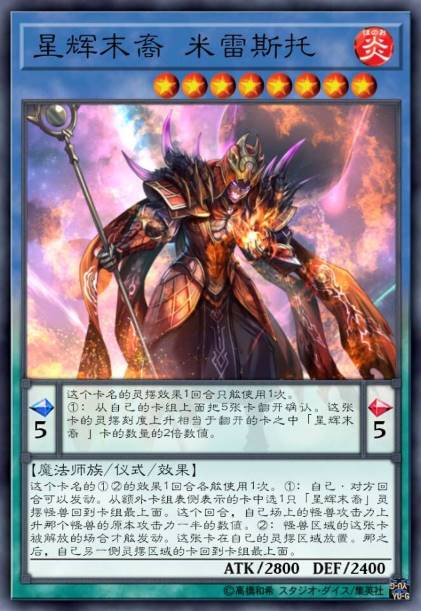 星辉末裔 米雷斯托
ほのお
炎
这个卡名的灵摆效果1回合只能使用1次。
①：从自己的卡组上面把5张卡翻开确认。这张
卡的灵摆刻度上升相当于翻开的卡之中「星辉末
裔 」卡的数量的2倍数值。
5
5
【魔法师族/仪式/效果】
这个卡名的①②的效果1回合各能使用1次。①：自己·对方回
合可以发动。从额外卡组表侧表示的卡中选1只「星辉末裔」灵
摆怪兽回到卡组最上面。这个回合，自己场上的怪兽攻击力上
升那个怪兽的原本攻击力一半的数值。②：怪兽区域的这张卡
被解放的场合才能发动。这张卡在自己的灵摆区域放置。那之
后，自己另一侧灵摆区域的卡回到卡组最上面。
ATK/2800 DEF/2400
©高橋和希 スタジオ・ダイス/集英社